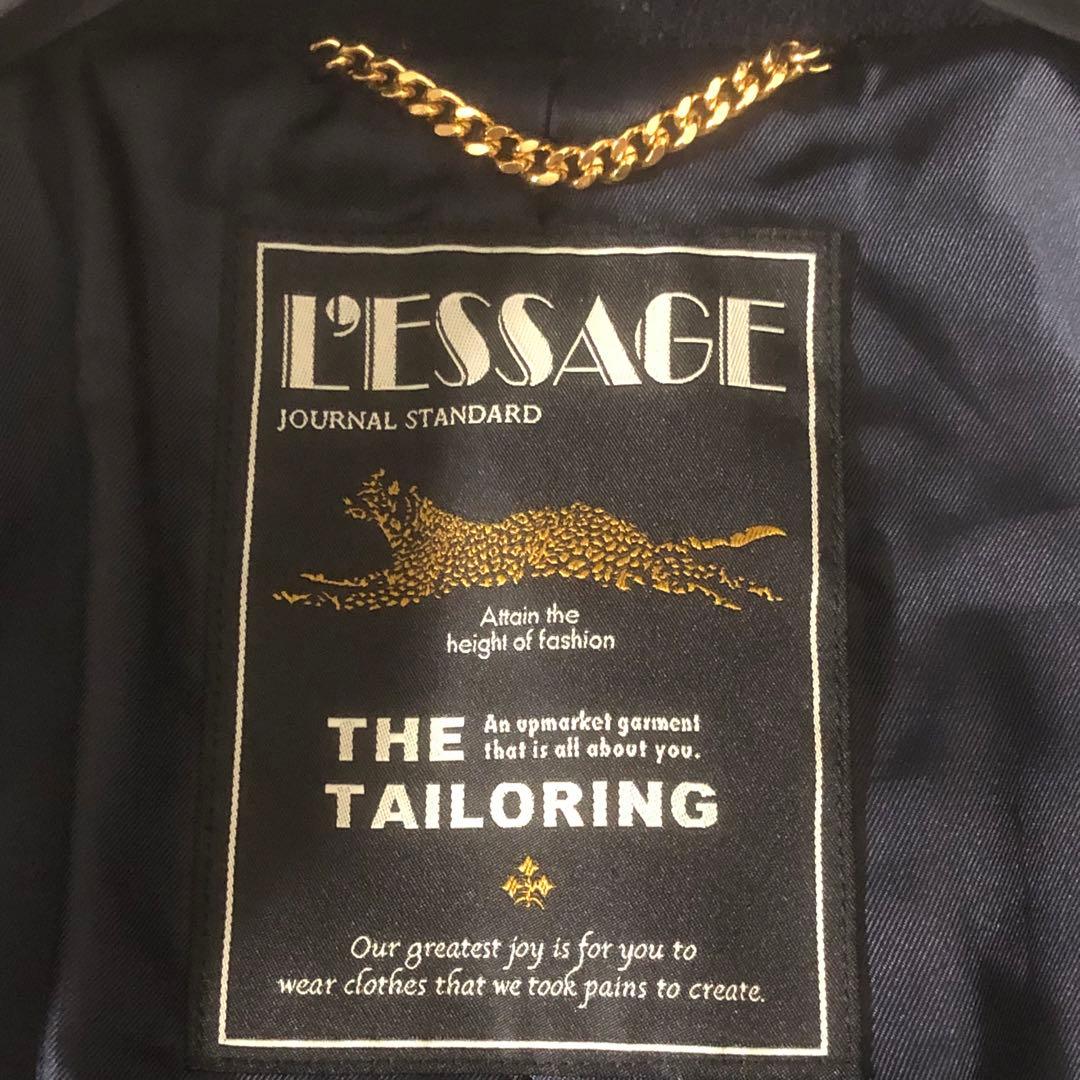 L'ESSAGE
JOURNAL STANDARD
Attain the
height of fashion
THE An upmarket garment
that is all about you.
TAILORING
Our greatest joy is for you to
wear clothes that we took pains to create.